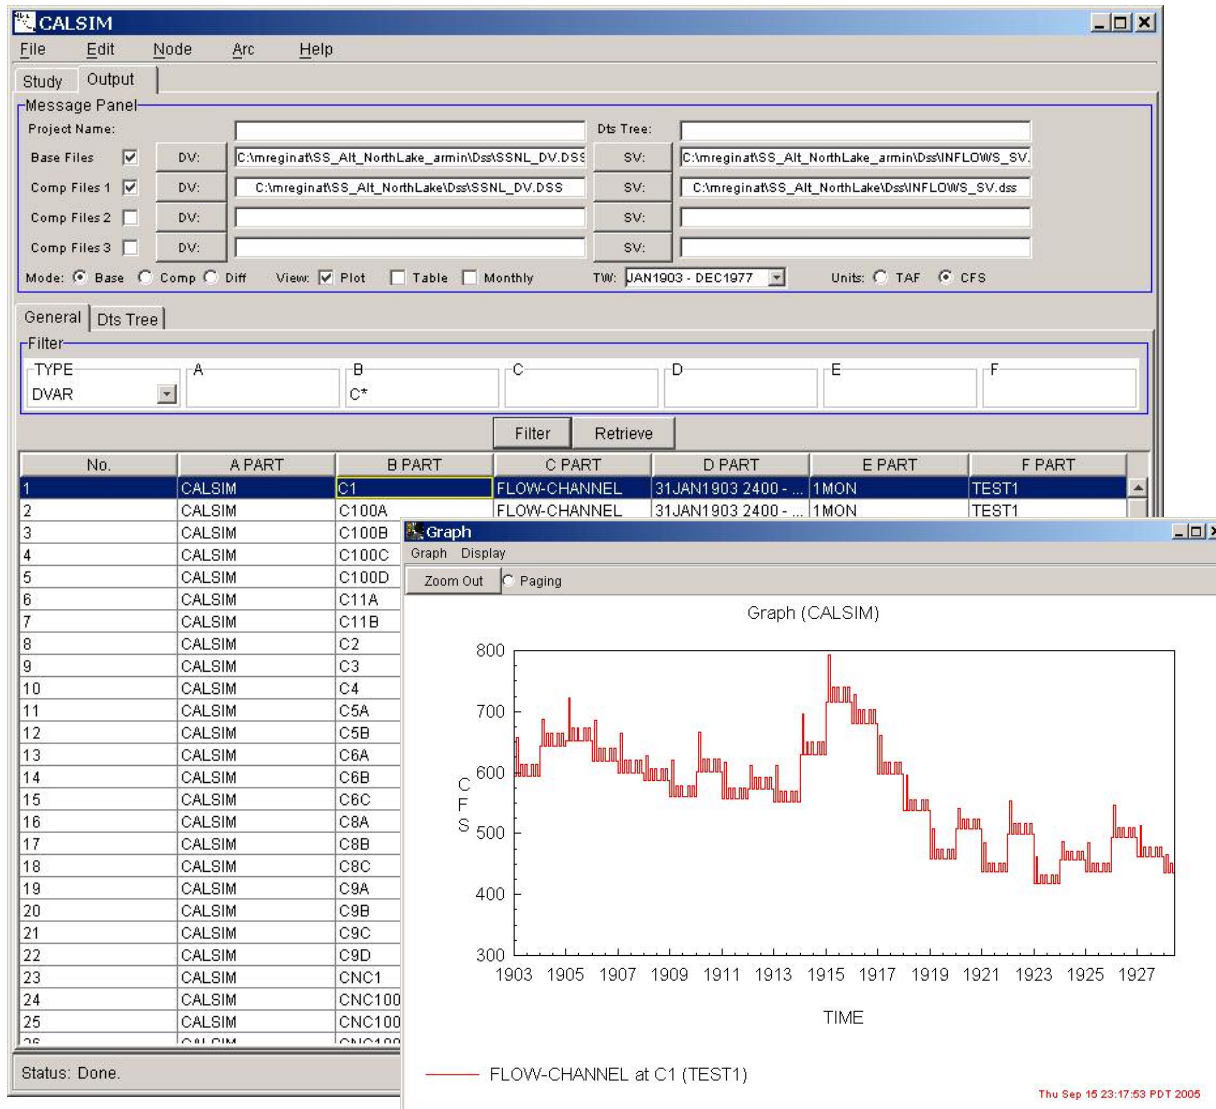 CALSIM
File Edit Node Arc Help
Study Output
Message Panel
Project Name: Dts Tree:
Base Files DV: C:\mreginat\SS_Alt_NorthLake_armin\Dss\SSNL_DV.DSS SV: C:\mreginat\SS_Alt_NorthLake_armin\Dss\INFLOWS_SV.
Comp Files 1 DV: C:\mreginat\SS_Alt_NorthLake\Dss\SSNL_DV.DSS SV: C:\mreginat\SS_Alt_NorthLake\Dss\INFLOWS_SV.dss
Comp Files 2 DV: SV:
Comp Files 3 DV: SV:
Mode: Base Comp Diff View: Plot Table Monthly TW: JAN1903 - DEC1977 Units: TAF CFS
General Dts Tree
Filter
TYPE A B C D E F
DVAR C*
Filter Retrieve
No. A PART B PART C PART D PART E PART F PART
1 CALSIM C1 FLOW-CHANNEL 31JAN1903 2400 - ... 1MON TEST1
2 CALSIM C100A FLOW-CHANNEL 31JAN1903 2400 - ... 1MON TEST1
3 CALSIM C100B
4 CALSIM C100C
5 CALSIM C100D
6 CALSIM C11A
7 CALSIM C11B
8 CALSIM C2
9 CALSIM C3
10 CALSIM C4
11 CALSIM C5A
12 CALSIM C5B
13 CALSIM C6A
14 CALSIM C6B
15 CALSIM C6C
16 CALSIM C8A
17 CALSIM C8B
18 CALSIM C8C
19 CALSIM C9A
20 CALSIM C9B
21 CALSIM C9C
22 CALSIM C9D
23 CALSIM CNC1
24 CALSIM CNC100
25 CALSIM CNC100
26 CALSIM CNC100
Status: Done.
Graph
Graph Display
Zoom Out Paging
Graph (CALSIM)
800
700
600
500
400
300
CFS
1903 1905 1907 1909 1911 1913 1915 1917 1919 1921 1923 1925 1927
TIME
FLOW-CHANNEL at C1 (TEST1)
Thu Sep 15 23:17:53 PDT 2005